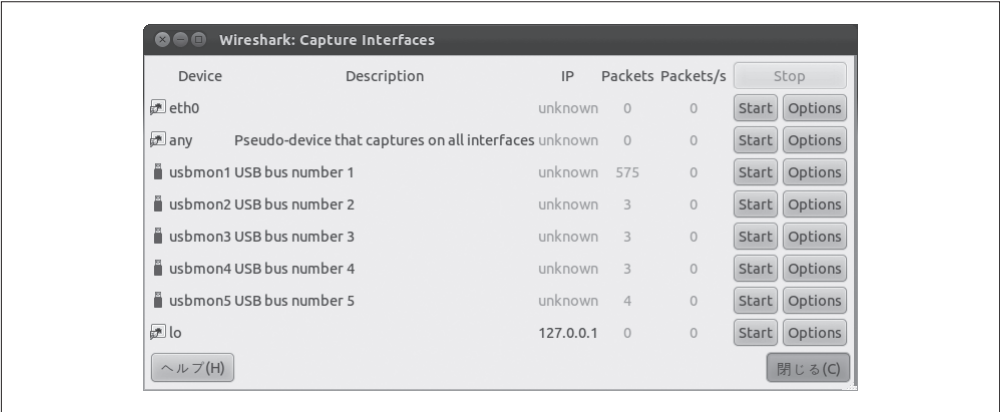 Wireshark: Capture Interfaces
Device Description IP Packets Packets/s Stop
eth0 unknown 0 0 Start Options
any Pseudo-device that captures on all interfaces unknown 0 0 Start Options
usbmon1 USB bus number 1 unknown 575 0 Start Options
usbmon2 USB bus number 2 unknown 3 0 Start Options
usbmon3 USB bus number 3 unknown 3 0 Start Options
usbmon4 USB bus number 4 unknown 3 0 Start Options
usbmon5 USB bus number 5 unknown 4 0 Start Options
lo 127.0.0.1 0 0 Start Options
ヘルプ(H) 閉じる(C)